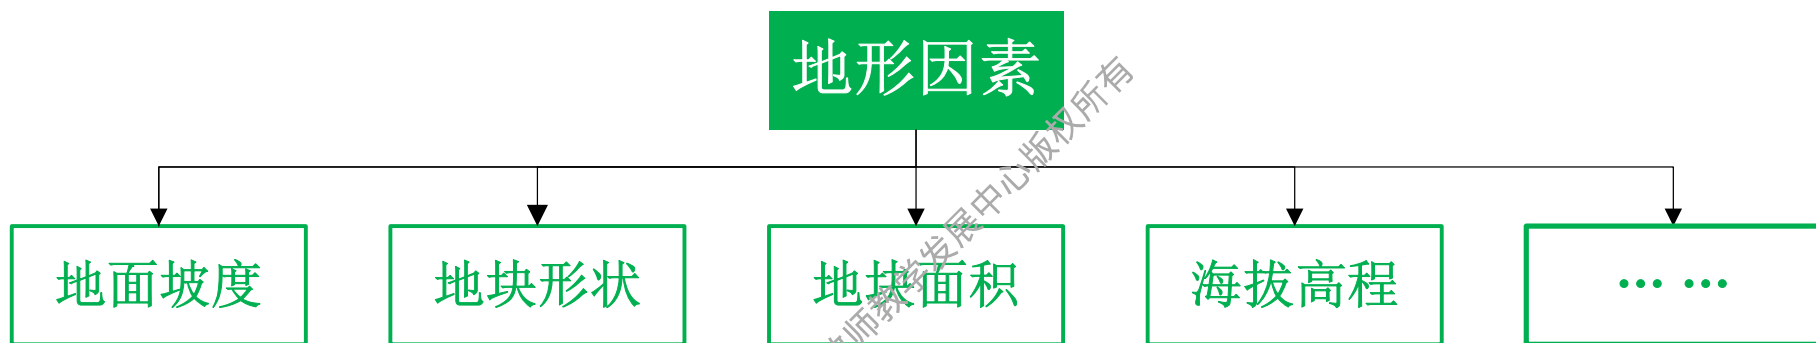 地形因素
地面坡度
地块形状
地块面积
海拔高程
… …
师教学发展中心版权所有